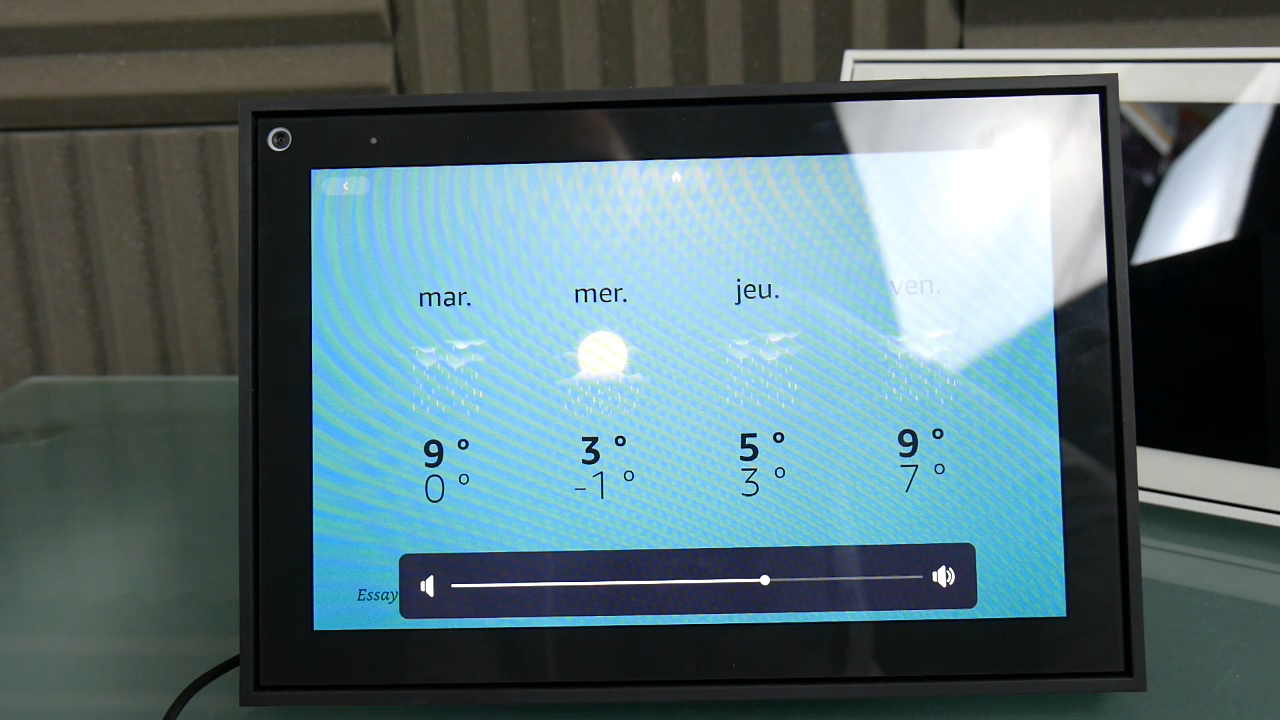 mar. mer. jeu. ven.
9° 3° 5° 9°
0° -1° 3° 7°
Essay